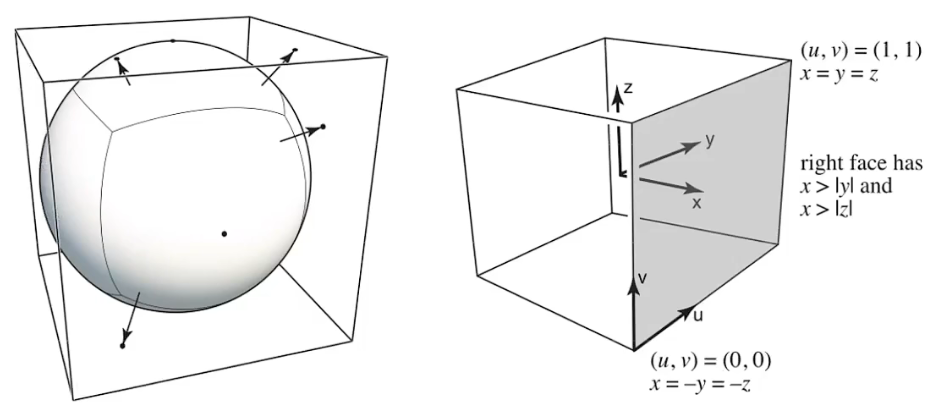 (u, v) = (1, 1)
x = y = z
z
y
x
right face has
x > |y| and
x > |z|
v
u
(u, v) = (0, 0)
x = –y = –z